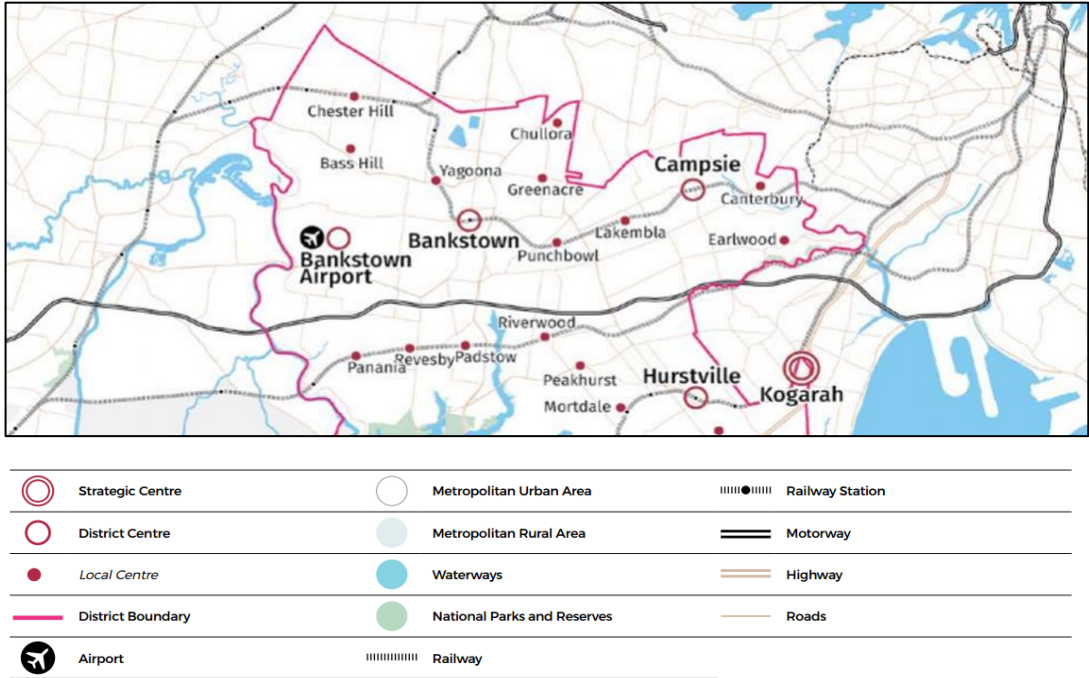 Chester Hill
Chullora
Bass Hill
Yagoona
Campsie
Greenacre
Canterbury
Lakembla
Bankstown
Earlwood
Punchbowl
Bankstown
Airport
Riverwood
Panania
Revesby
Padstow
Peakhurst
Hurstville
Kogarah
Mortdale
Strategic Centre
Metropolitan Urban Area
Railway Station
District Centre
Metropolitan Rural Area
Motorway
Local Centre
Waterways
Highway
District Boundary
National Parks and Reserves
Roads
Airport
Railway